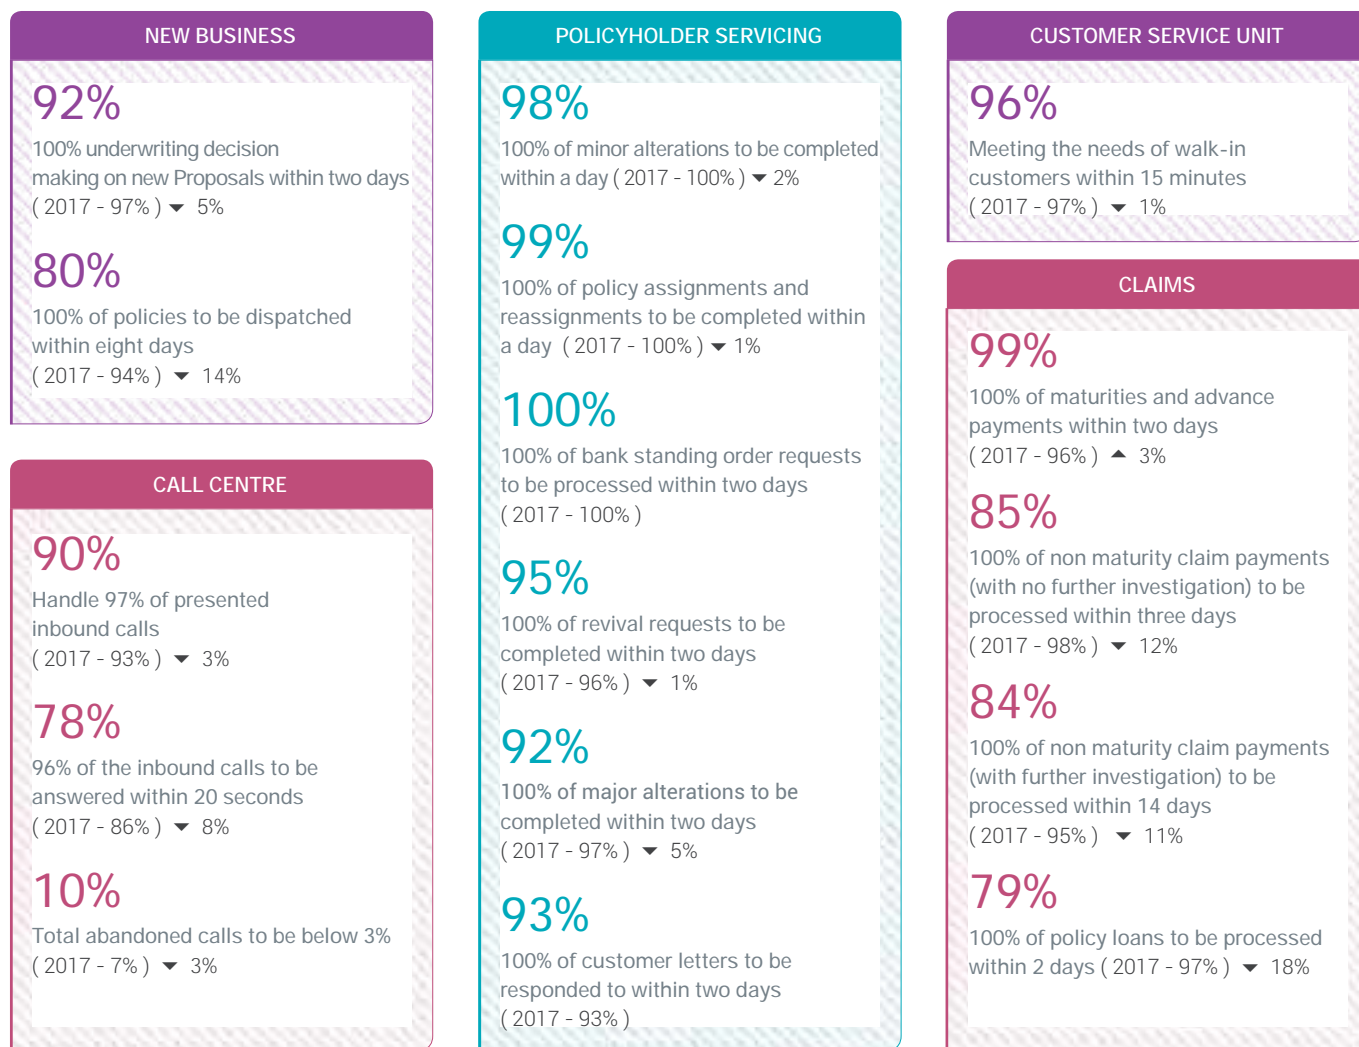 NEW BUSINESS
92%
100% underwriting decision
making on new Proposals within two days
( 2017 - 97% ) ▼ 5%
80%
100% of policies to be dispatched
within eight days
( 2017 - 94% ) ▼ 14%
CALL CENTRE
90%
Handle 97% of presented
inbound calls
( 2017 - 93% ) ▼ 3%
78%
96% of the inbound calls to be
answered within 20 seconds
( 2017 - 86% ) ▼ 8%
10%
Total abandoned calls to be below 3%
( 2017 - 7% ) ▼ 3%
POLICYHOLDER SERVICING
98%
100% of minor alterations to be completed
within a day ( 2017 - 100% ) ▼ 2%
99%
100% of policy assignments and
reassignments to be completed within
a day ( 2017 - 100% ) ▼ 1%
100%
100% of bank standing order requests
to be processed within two days
( 2017 - 100% )
95%
100% of revival requests to be
completed within two days
( 2017 - 96% ) ▼ 1%
92%
100% of major alterations to be
completed within two days
( 2017 - 97% ) ▼ 5%
93%
100% of customer letters to be
responded to within two days
( 2017 - 93% )
CUSTOMER SERVICE UNIT
96%
Meeting the needs of walk-in
customers within 15 minutes
( 2017 - 97% ) ▼ 1%
CLAIMS
99%
100% of maturities and advance
payments within two days
( 2017 - 96% ) ▲ 3%
85%
100% of non maturity claim payments
(with no further investigation) to be
processed within three days
( 2017 - 98% ) ▼ 12%
84%
100% of non maturity claim payments
(with further investigation) to be
processed within 14 days
( 2017 - 95% ) ▼ 11%
79%
100% of policy loans to be processed
within 2 days ( 2017 - 97% ) ▼ 18%